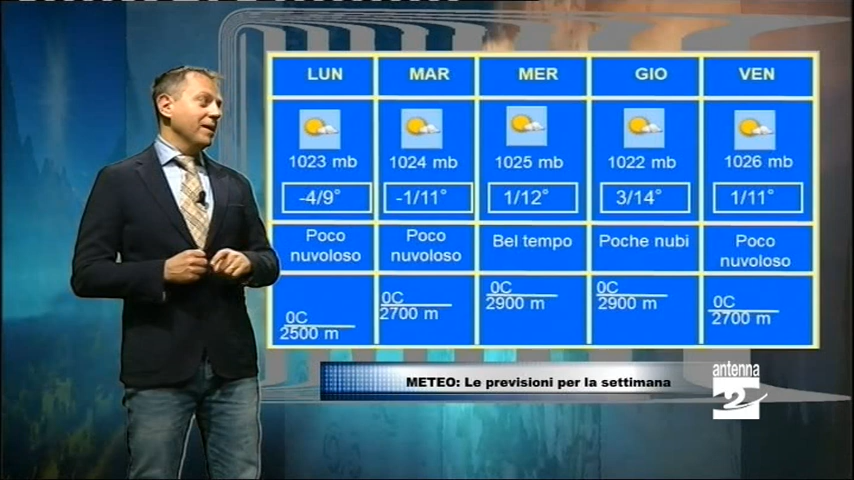 LUN MAR MER GIO VEN
1023 mb 1024 mb 1025 mb 1022 mb 1026 mb
-4/9° -1/11° 1/12° 3/14° 1/11°
Poco
nuvoloso
Poco
nuvoloso
Bel tempo
Poche nubi
Poco
nuvoloso
0C
2500 m
0C
2700 m
0C
2900 m
0C
2900 m
0C
2700 m
METEO: Le previsioni per la settimana
antenna
2